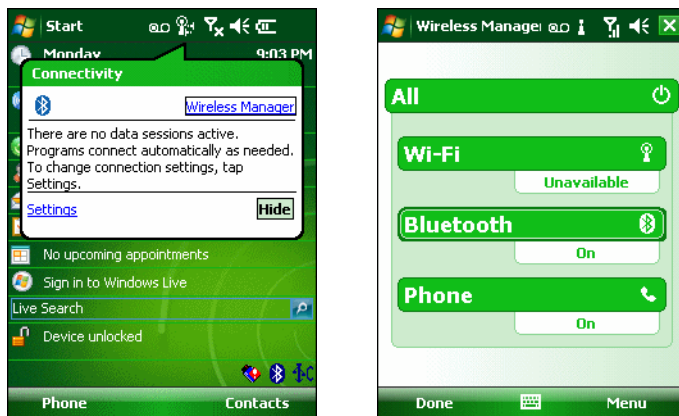 Start
Monday 9:03 PM
Connectivity
Wireless Manager
There are no data sessions active.
Programs connect automatically as needed.
To change connection settings, tap
Settings.
Settings Hide
No upcoming appointments
Sign in to Windows Live
Live Search
Device unlocked
Phone Contacts
Wireless Manage
All
Wi-Fi
Unavailable
Bluetooth
On
Phone
On
Done Menu